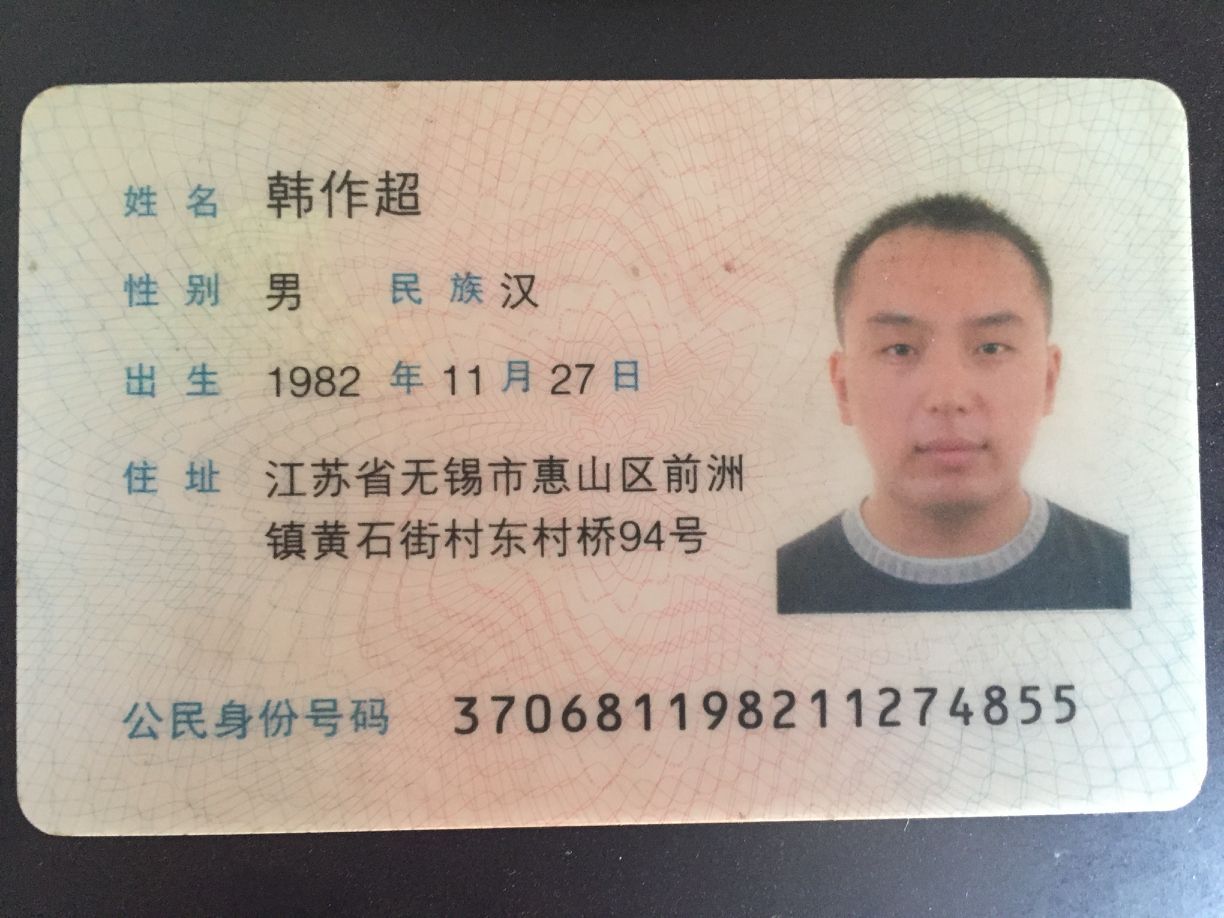 姓名 韩作超
性别 男 民族 汉
出生 1982 年 11 月 27 日
住址 江苏省无锡市惠山区前洲
镇黄石街村东村桥94号
公民身份号码 370681198211274855